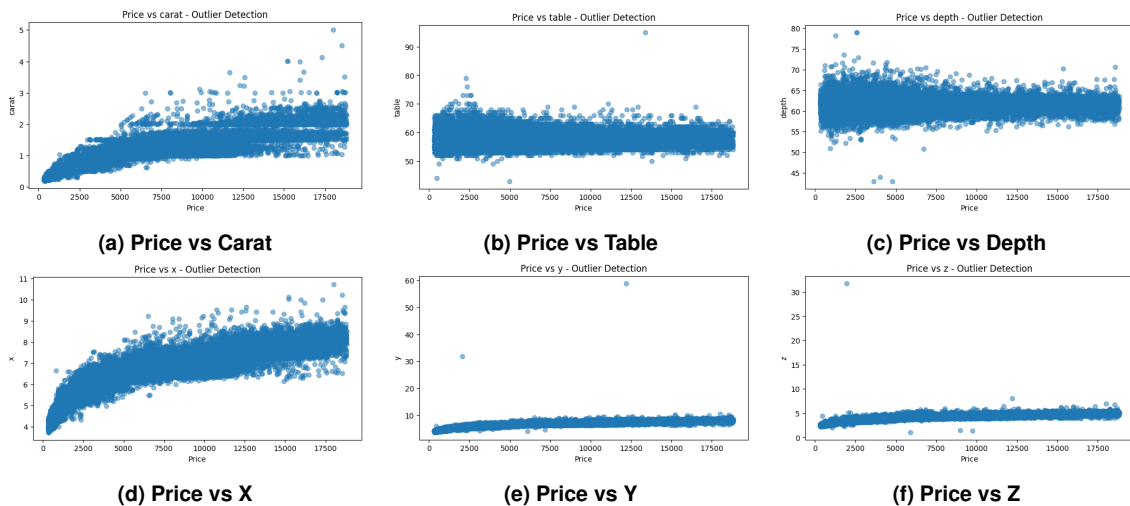 Price vs carat - Outlier Detection
5
4
3
2
1
0
carat
0 2500 5000 7500 10000 12500 15000 17500
Price
(a) Price vs Carat
Price vs table - Outlier Detection
90
80
70
60
50
table
0 2500 5000 7500 10000 12500 15000 17500
Price
(b) Price vs Table
Price vs depth - Outlier Detection
80
75
70
65
60
55
50
45
depth
0 2500 5000 7500 10000 12500 15000 17500
Price
(c) Price vs Depth
Price vs x - Outlier Detection
11
10
9
8
7
6
5
4
x
0 2500 5000 7500 10000 12500 15000 17500
Price
(d) Price vs X
Price vs y - Outlier Detection
60
50
40
30
20
10
y
0 2500 5000 7500 10000 12500 15000 17500
Price
(e) Price vs Y
Price vs z - Outlier Detection
30
25
20
15
10
5
0
z
0 2500 5000 7500 10000 12500 15000 17500
Price
(f) Price vs Z